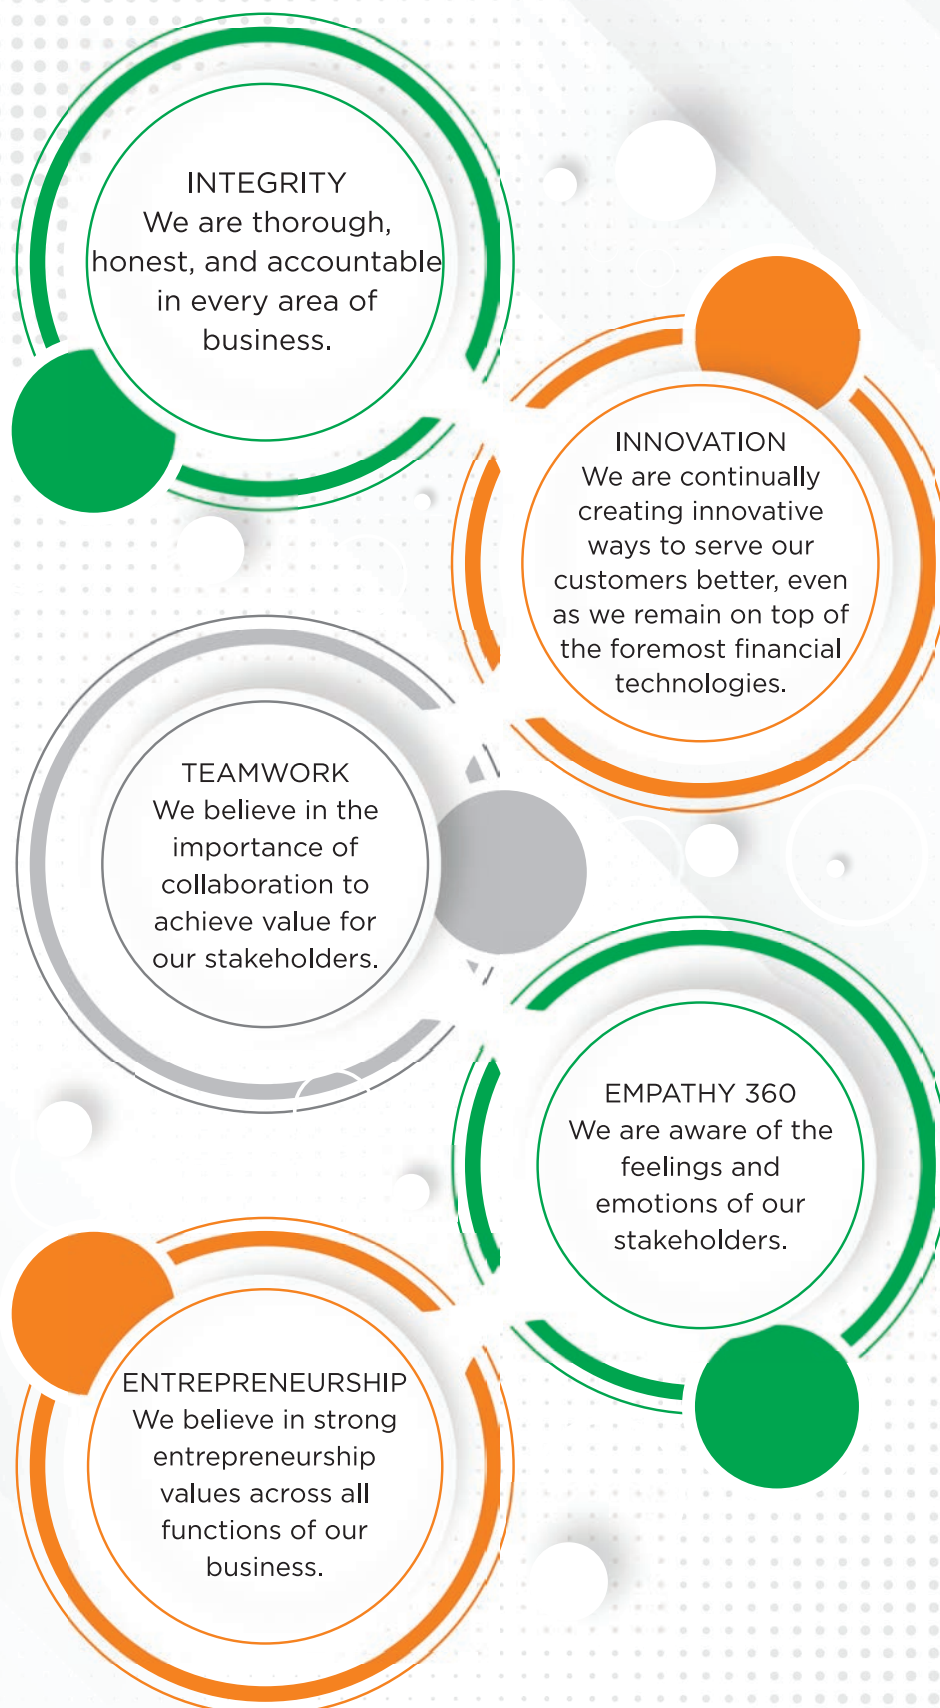 INTEGRITY
We are thorough,
honest, and accountable
in every area of
business.
INNOVATION
We are continually
creating innovative
ways to serve our
customers better, even
as we remain on top of
the foremost financial
technologies.
TEAMWORK
We believe in the
importance of
collaboration to
achieve value for
our stakeholders.
EMPATHY 360
We are aware of the
feelings and
emotions of our
stakeholders.
ENTREPRENEURSHIP
We believe in strong
entrepreneurship
values across all
functions of our
business.